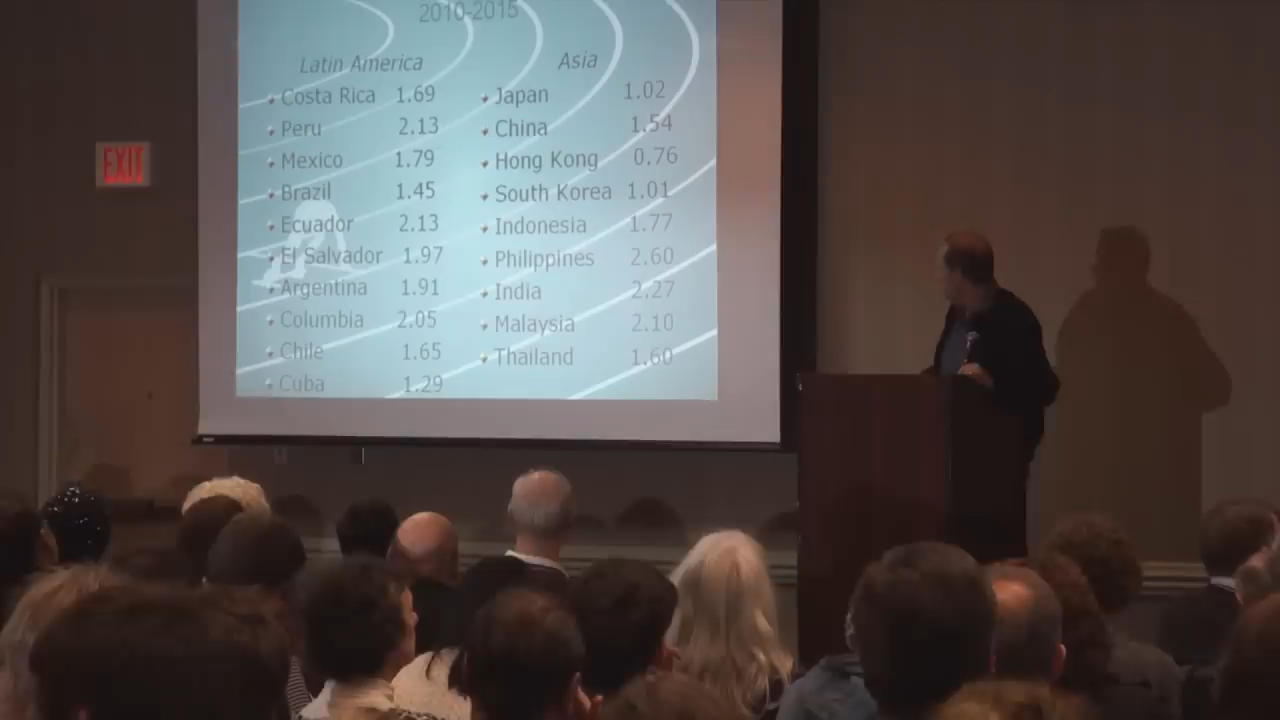 2010-2015
Latin America
Costa Rica 1.69
Peru 2.13
Mexico 1.79
Brazil 1.45
Ecuador 2.13
El Salvador 1.97
Argentina 1.91
Columbia 2.05
Chile 1.65
Cuba 1.29
Asia
Japan 1.02
China 1.54
Hong Kong 0.76
South Korea 1.01
Indonesia 1.77
Philippines 2.60
India 2.27
Malaysia 2.10
Thailand 1.60
EXIT